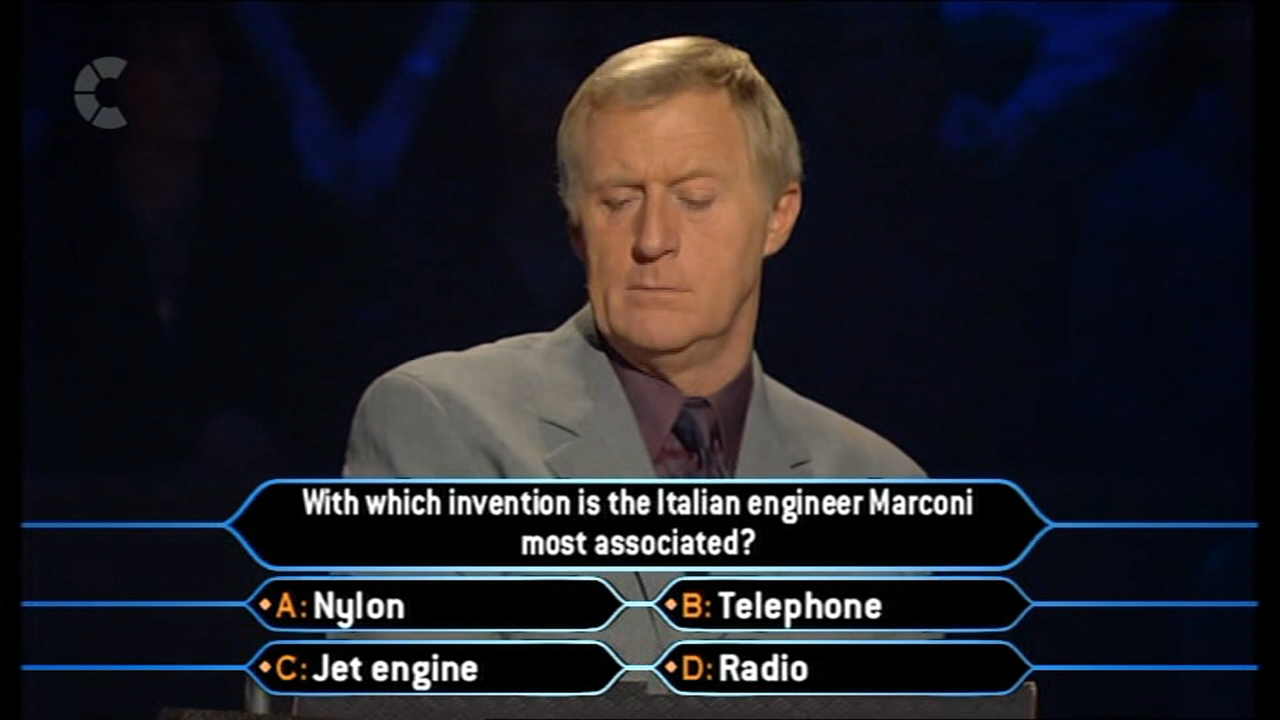 With which invention is the Italian engineer Marconi
most associated?
A: Nylon
B: Telephone
C: Jet engine
D: Radio